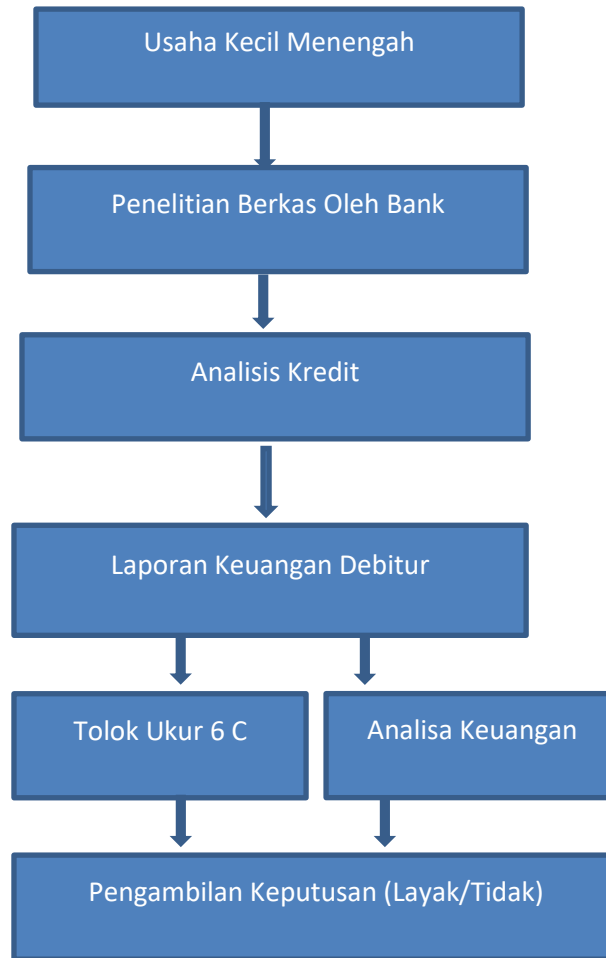 Usaha Kecil Menengah
Penelitian Berkas Oleh Bank
Analisis Kredit
Laporan Keuangan Debitur
Tolok Ukur 6 C
Analisa Keuangan
Pengambilan Keputusan (Layak/Tidak)